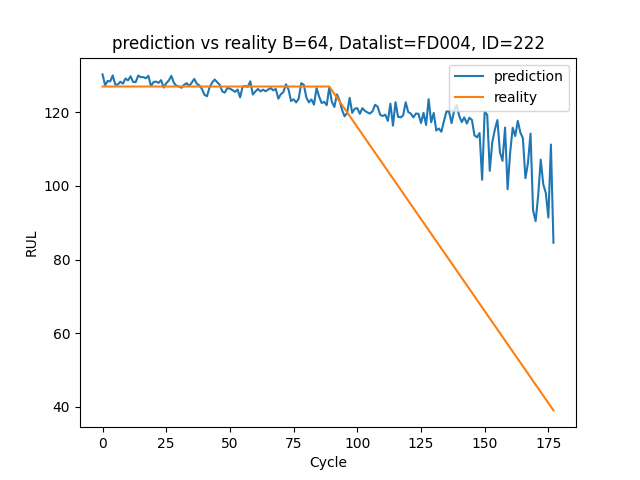 prediction vs reality B=64, Datalist=FD004, ID=222
prediction
reality
RUL
120
100
80
60
40
0 25 50 75 100 125 150 175
Cycle